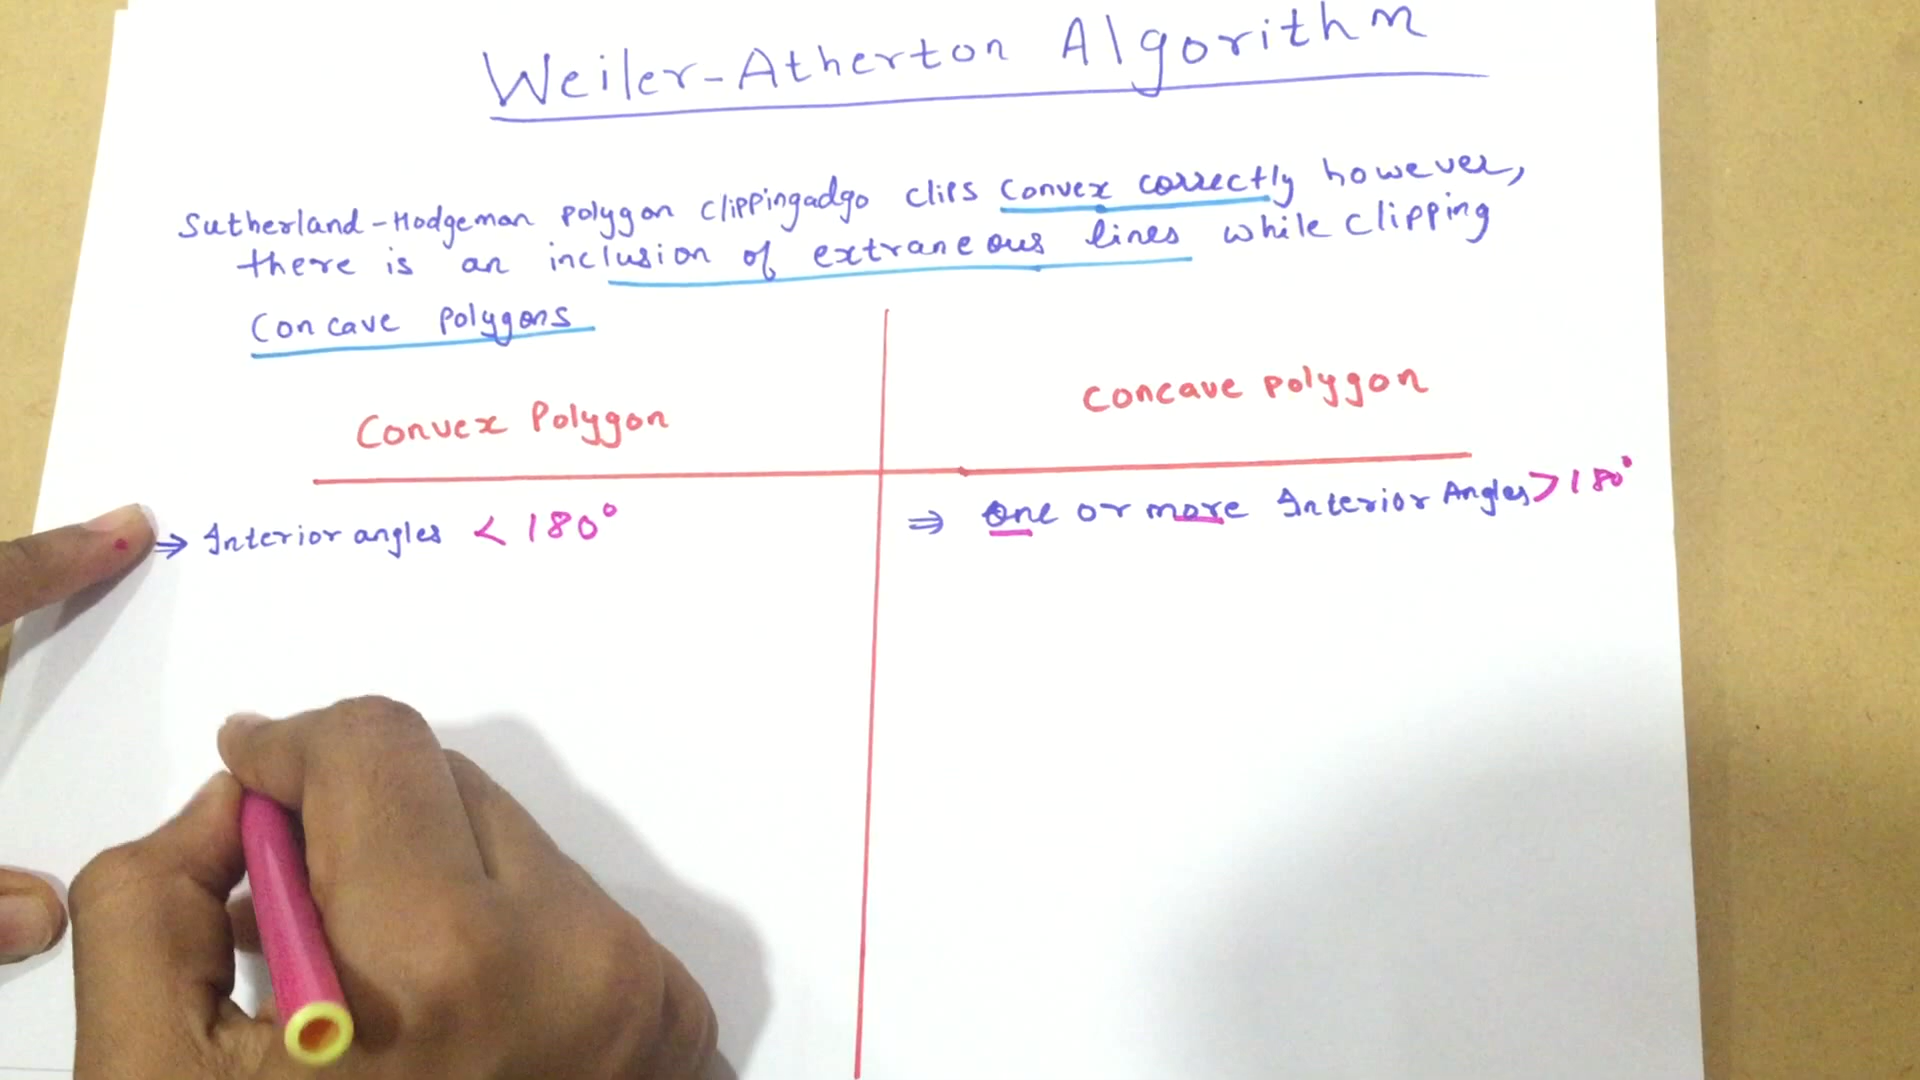 Weiler-Atherton Algorithm
Sutherland-Hodgeman polygon clippingadgo clips convex correctly however,
there is an inclusion of extraneous lines while clipping
Concave polygons
Convex Polygon
concave polygon
⇒ Interior angles < 180°
⇒ One or more Interior Angles > 180°